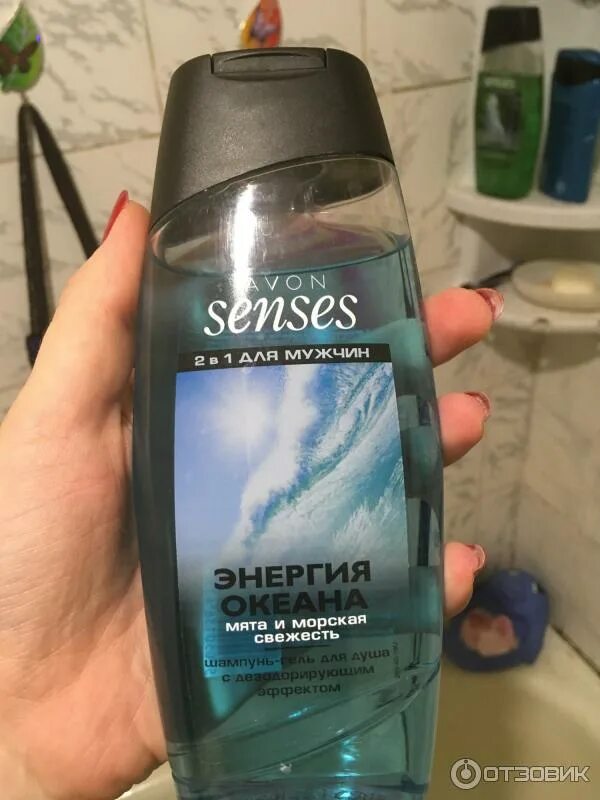 AVON
senses
2 в 1 ДЛЯ МУЖЧИН
ЭНЕРГИЯ
ОКЕАНА
МЯТА И МОРСКАЯ
СВЕЖЕСТЬ
ШАМПУНЬ-ГЕЛЬ ДЛЯ ДУША
С ДЕЗОДОРИРУЮЩИМ
ЭФФЕКТОМ
ОТЗОВИК